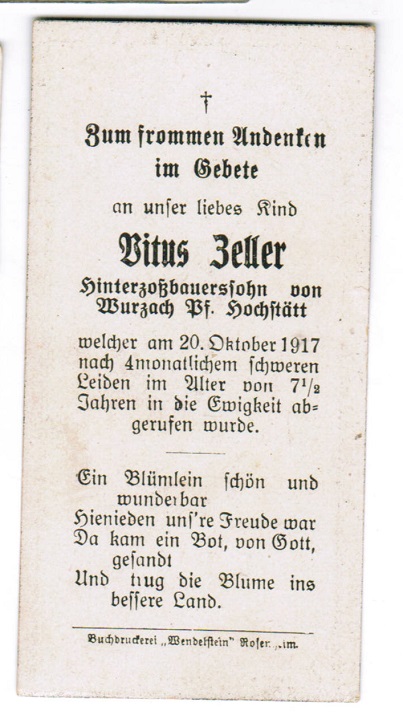 †
Zum frommen Andenken
im Gebete
an unser liebes Kind
Vitus Zeller
Hinterzoßbauerssohn von
Wurzach Pf. Hochstätt
welcher am 20. Oktober 1917
nach 4monatlichem schweren
Leiden im Alter von 7½
Jahren in die Ewigkeit ab=
gerufen wurde.
Ein Blümlein schön und
wunderbar
Hienieden uns're Freude war
Da kam ein Bot, von Gott,
gesandt
Und trug die Blume ins
bessere Land.
Buchdruckerei „Wendelstein"